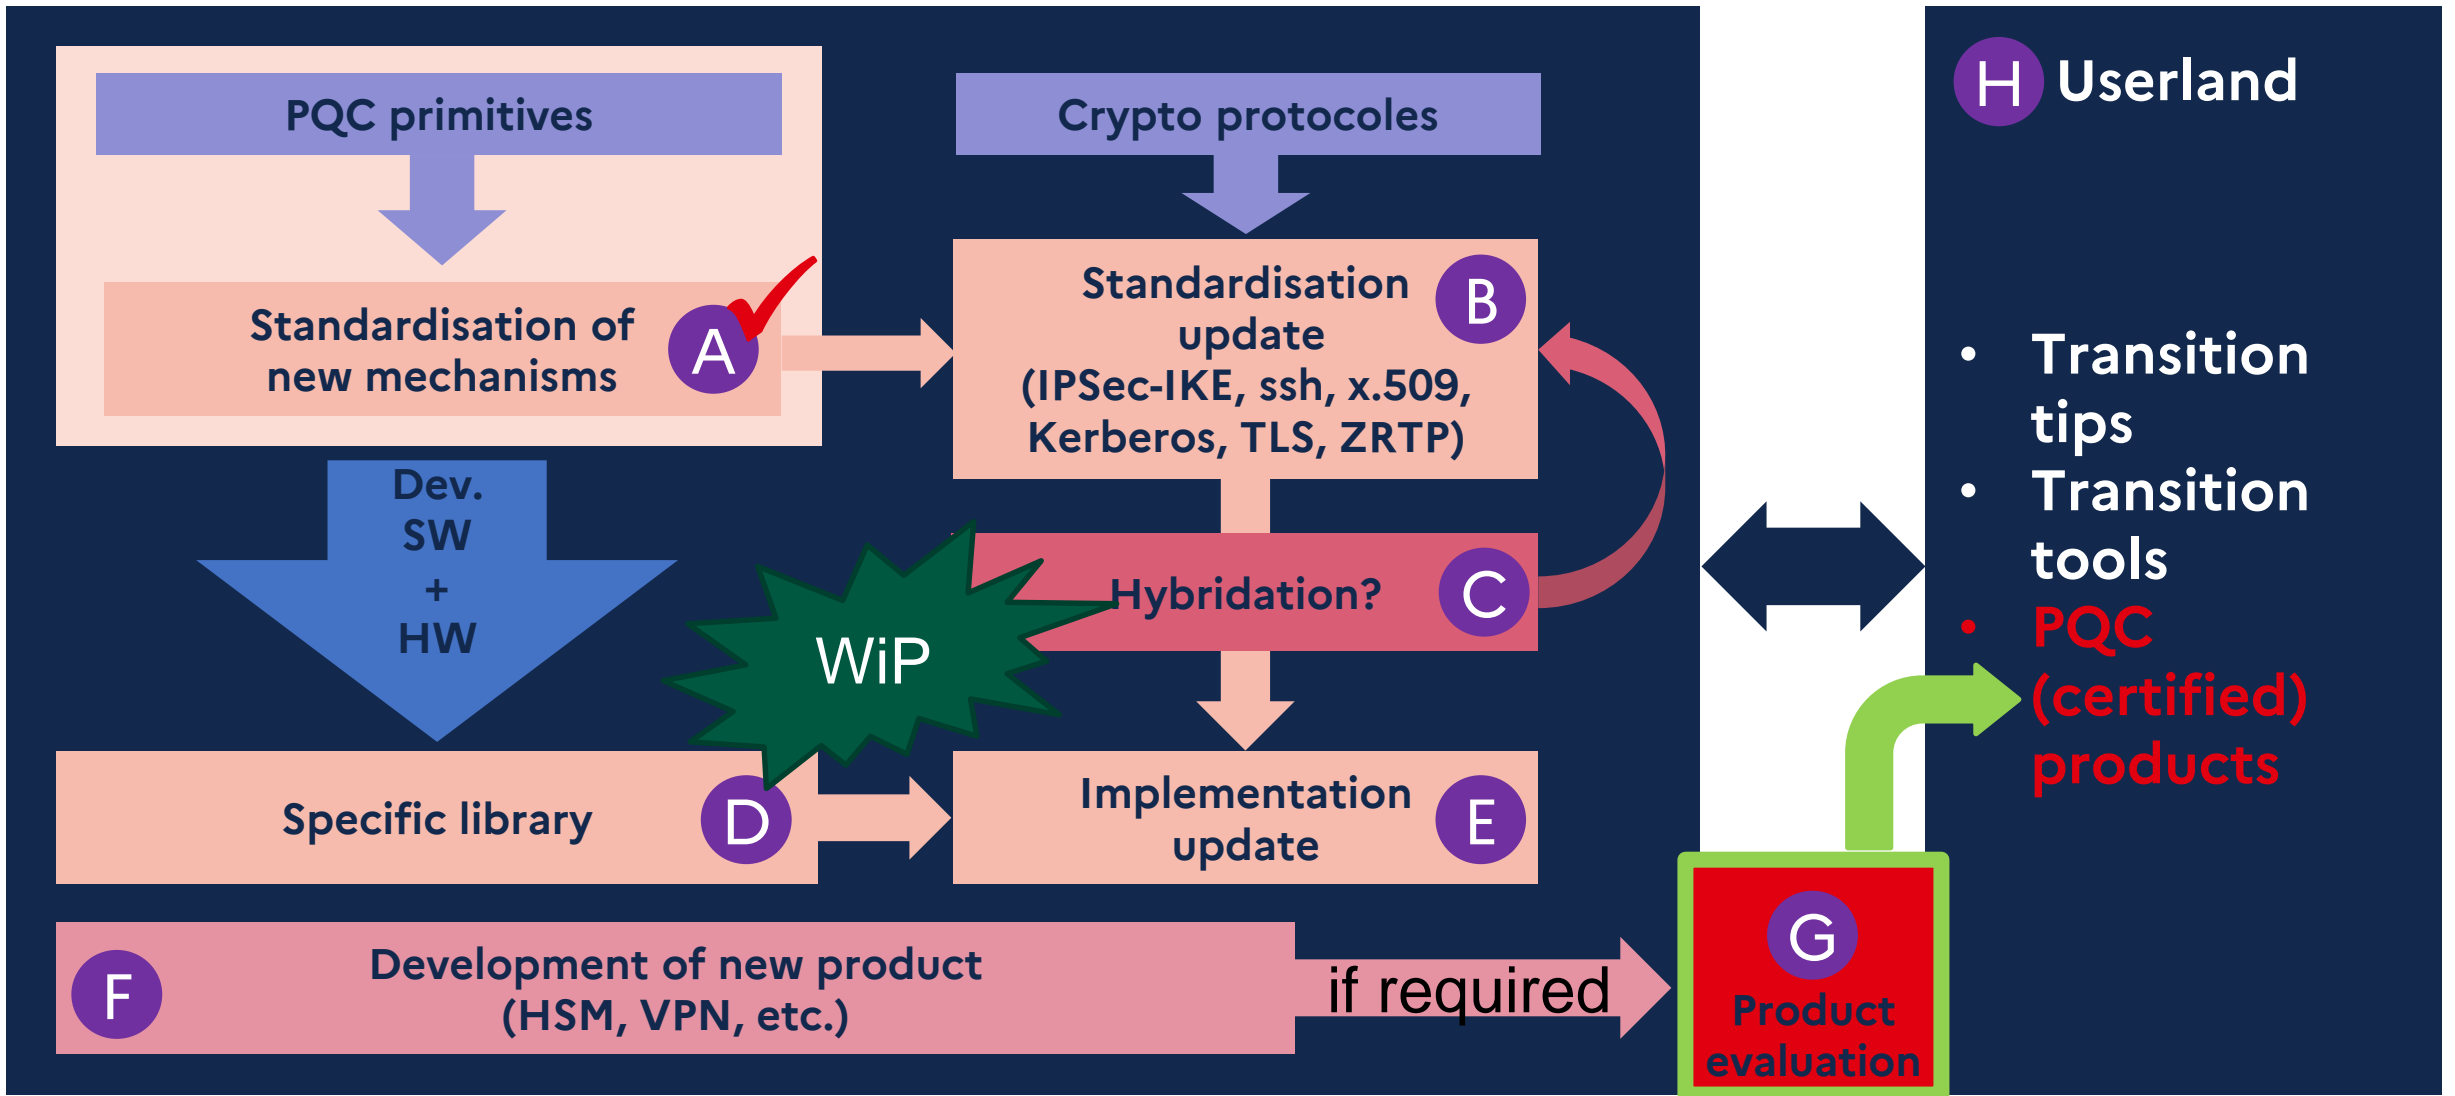 PQC primitives
Standardisation of
new mechanisms
A
Crypto protocoles
Standardisation
update
(IPSec-IKE, ssh, x.509,
Kerberos, TLS, ZRTP)
B
Dev.
SW
+
HW
WiP
Hybridation?
C
Specific library
D
Implementation
update
E
F
Development of new product
(HSM, VPN, etc.)
if required
G
Product
evaluation
H Userland
• Transition
tips
• Transition
tools
• PQC
(certified)
products